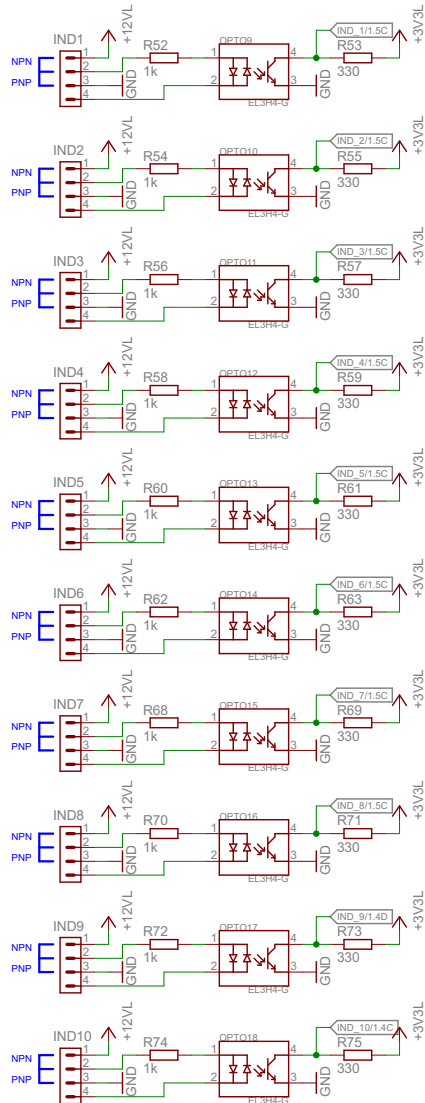 IND1 +12VL R52 OPTO9 IND_1/1.5C R53 +3V3L
NPN 1 1k 1 4 330
PNP 2 2 3
3 GND EL3H4-G GND
4
IND2 +12VL R54 OPTO10 IND_2/1.5C R55 +3V3L
NPN 1 1k 1 4 330
PNP 2 2 3
3 GND EL3H4-G GND
4
IND3 +12VL R56 OPTO11 IND_3/1.5C R57 +3V3L
NPN 1 1k 1 4 330
PNP 2 2 3
3 GND EL3H4-G GND
4
IND4 +12VL R58 OPTO12 IND_4/1.5C R59 +3V3L
NPN 1 1k 1 4 330
PNP 2 2 3
3 GND EL3H4-G GND
4
IND5 +12VL R60 OPTO13 IND_5/1.5C R61 +3V3L
NPN 1 1k 1 4 330
PNP 2 2 3
3 GND EL3H4-G GND
4
IND6 +12VL R62 OPTO14 IND_6/1.5C R63 +3V3L
NPN 1 1k 1 4 330
PNP 2 2 3
3 GND EL3H4-G GND
4
IND7 +12VL R68 OPTO15 IND_7/1.5C R69 +3V3L
NPN 1 1k 1 4 330
PNP 2 2 3
3 GND EL3H4-G GND
4
IND8 +12VL R70 OPTO16 IND_8/1.5C R71 +3V3L
NPN 1 1k 1 4 330
PNP 2 2 3
3 GND EL3H4-G GND
4
IND9 +12VL R72 OPTO17 IND_9/1.4D R73 +3V3L
NPN 1 1k 1 4 330
PNP 2 2 3
3 GND EL3H4-G GND
4
IND10 +12VL R74 OPTO18 IND_10/1.4C R75 +3V3L
NPN 1 1k 1 4 330
PNP 2 2 3
3 GND EL3H4-G GND
4